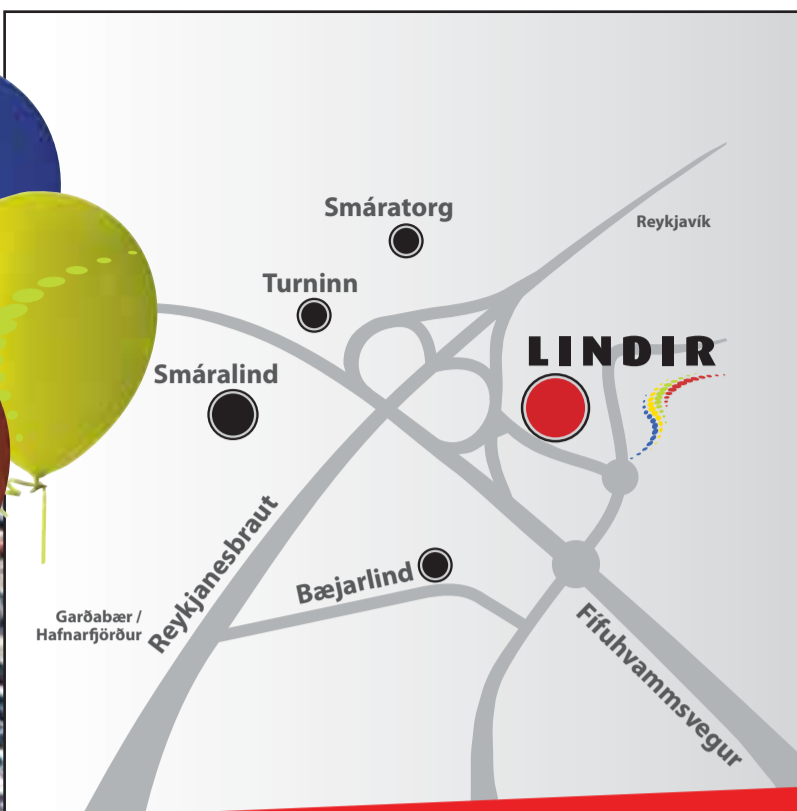 Smáratorg
Reykjavík
Turninn
LINDIR
Smáralind
Reykjanesbraut
Bæjarlind
Garðabær /
Hafnarfjörður
Fífuhvammsvegur